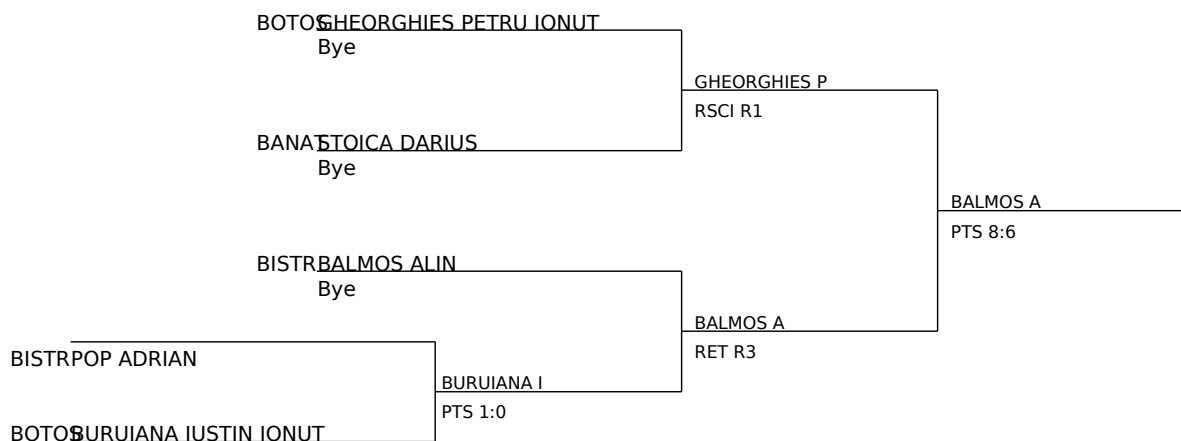 BOTOS GHEORGHIES PETRU IONUT
Bye
GHEORGHIES P
RSCI R1
BANAT STOICA DARIUS
Bye
BALMOS A
PTS 8:6
BISTR BALMOS ALIN
Bye
BALMOS A
RET R3
BISTR POP ADRIAN
BURUIANA I
PTS 1:0
BOTOS BURUIANA IUSTIN IONUT